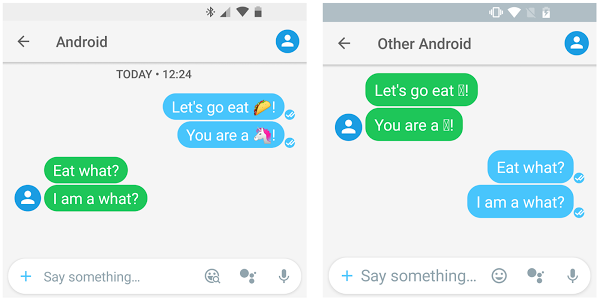 Android
TODAY • 12:24
Let's go eat 🌮!
You are a 🦄!
Eat what?
I am a what?
Say something...
Other Android
Let's go eat ▯!
You are a ▯!
Eat what?
I am a what?
Say something...